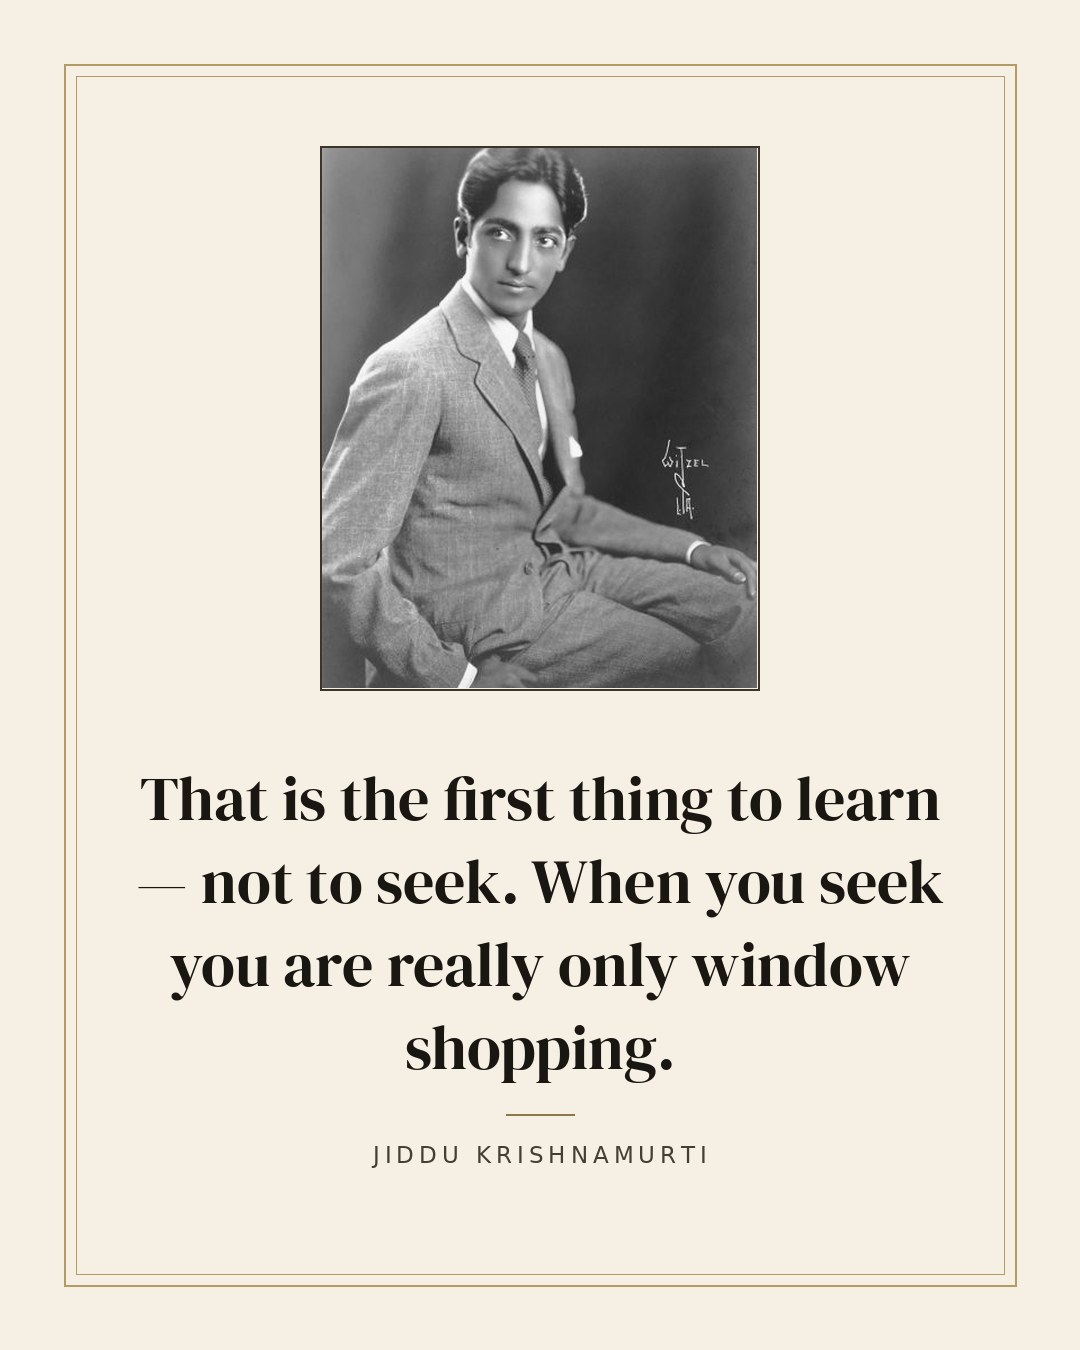 Witzel
L.A.
That is the first thing to learn
— not to seek. When you seek
you are really only window
shopping.
JIDDU KRISHNAMURTI